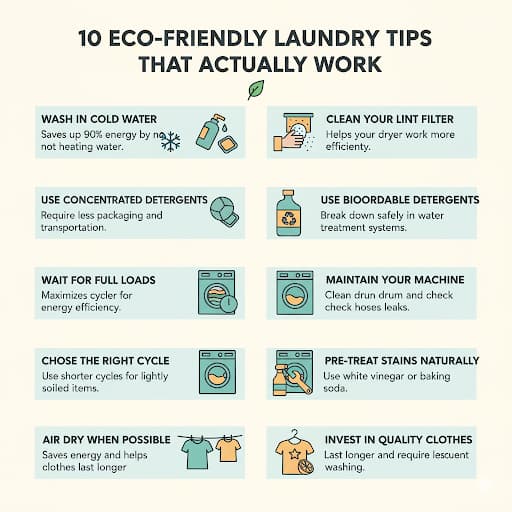 10 ECO-FRIENDLY LAUNDRY TIPS
THAT ACTUALLY WORK
WASH IN COLD WATER
Saves up 90% energy by no
not heating water.
CLEAN YOUR LINT FILTER
Helps your dryer work more
efficienty.
USE CONCENTRATED DETERGENTS
Require less packaging and
transportation.
USE BIOORDABLE DETERGENTS
Break down safely in water
treatment systems.
WAIT FOR FULL LOADS
Maximizes cycler for
energy efficiency.
MAINTAIN YOUR MACHINE
Clean drun drum and check
check hoses leaks.
CHOSE THE RIGHT CYCLE
Use shorter cycles for lightly
soiled items.
PRE-TREAT STAINS NATURALLY
Use white vinegar or baking
soda.
AIR DRY WHEN POSSIBLE
Saves energy and helps
clothes last longer
INVEST IN QUALITY CLOTHES
Last longer and require lescuent
washing.